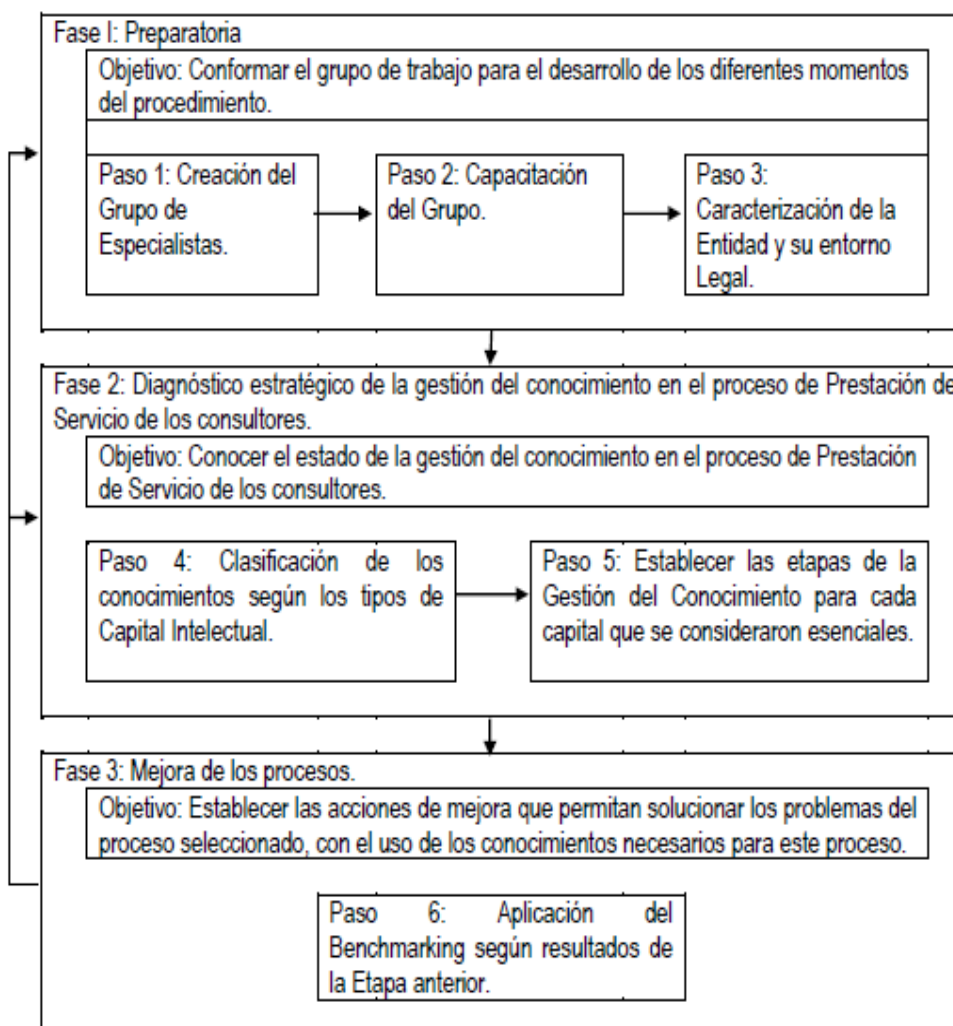 Fase I: Preparatoria
Objetivo: Conformar el grupo de trabajo para el desarrollo de los diferentes momentos
del procedimiento.
Paso 1: Creación del
Grupo de
Especialistas.
Paso 2: Capacitación
del Grupo.
Paso 3:
Caracterización de la
Entidad y su entorno
Legal.
Fase 2: Diagnóstico estratégico de la gestión del conocimiento en el proceso de Prestación de
Servicio de los consultores.
Objetivo: Conocer el estado de la gestión del conocimiento en el proceso de Prestación
de Servicio de los consultores.
Paso 4: Clasificación de los
conocimientos según los tipos de
Capital Intelectual.
Paso 5: Establecer las etapas de la
Gestión del Conocimiento para cada
capital que se consideraron esenciales.
Fase 3: Mejora de los procesos.
Objetivo: Establecer las acciones de mejora que permitan solucionar los problemas del
proceso seleccionado, con el uso de los conocimientos necesarios para este proceso.
Paso 6: Aplicación del
Benchmarking según resultados de
la Etapa anterior.